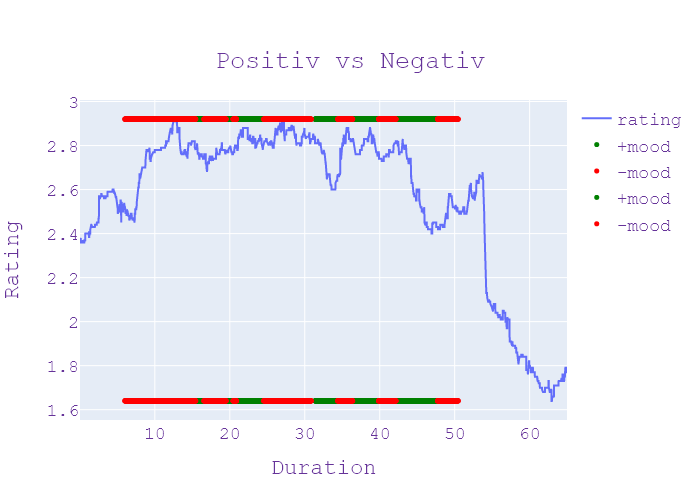 Positiv vs Negativ
Rating
3
2.8
2.6
2.4
2.2
2
1.8
1.6
10 20 30 40 50 60
Duration
rating
+mood
-mood
+mood
-mood